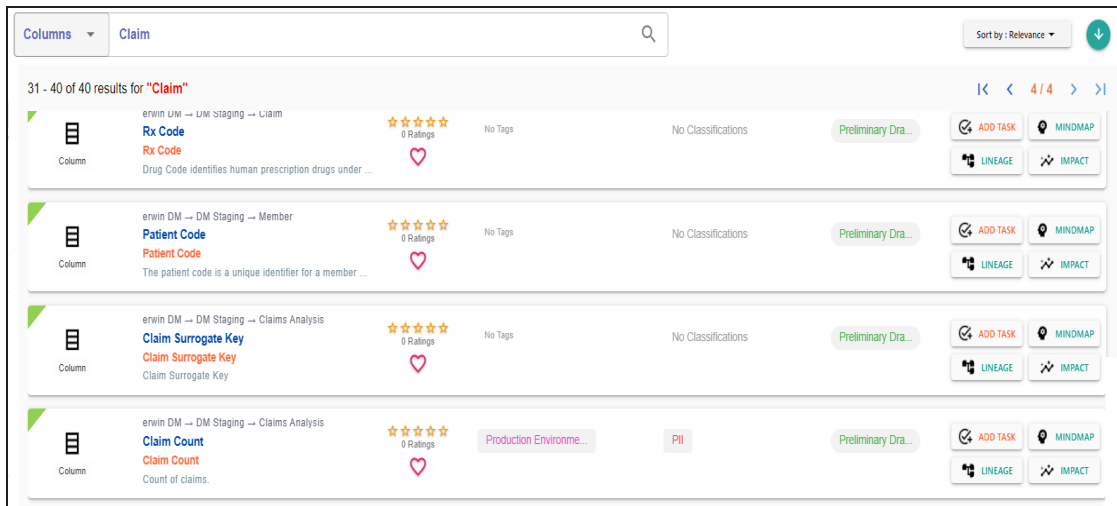 Columns Claim
Sort by : Relevance
31 - 40 of 40 results for "Claim"
4 / 4
erwin DM → DM Staging → Claim
Rx Code
Rx Code
Drug Code identifies human prescription drugs under ...
Column
0 Ratings
No Tags
No Classifications
Preliminary Dra...
ADD TASK MINDMAP
LINEAGE IMPACT
erwin DM → DM Staging → Member
Patient Code
Patient Code
The patient code is a unique identifier for a member ...
Column
0 Ratings
No Tags
No Classifications
Preliminary Dra...
ADD TASK MINDMAP
LINEAGE IMPACT
erwin DM → DM Staging → Claims Analysis
Claim Surrogate Key
Claim Surrogate Key
Claim Surrogate Key
Column
0 Ratings
No Tags
No Classifications
Preliminary Dra...
ADD TASK MINDMAP
LINEAGE IMPACT
erwin DM → DM Staging → Claims Analysis
Claim Count
Claim Count
Count of claims.
Column
0 Ratings
Production Environme...
PII
Preliminary Dra...
ADD TASK MINDMAP
LINEAGE IMPACT